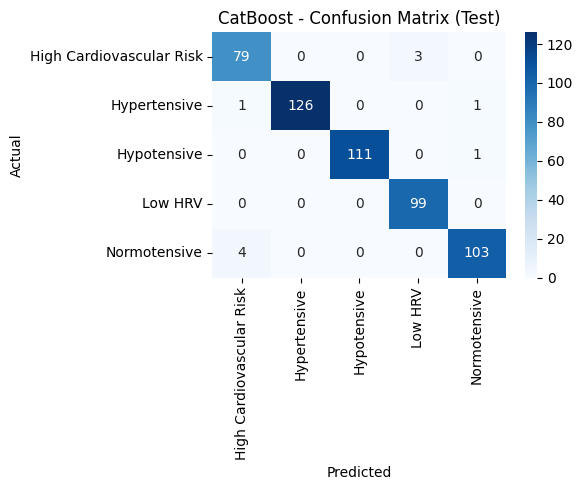 CatBoost - Confusion Matrix (Test)
Actual
High Cardiovascular Risk 79 0 0 3 0
Hypertensive 1 126 0 0 1
Hypotensive 0 0 111 0 1
Low HRV 0 0 0 99 0
Normotensive 4 0 0 0 103
High Cardiovascular Risk
Hypertensive
Hypotensive
Low HRV
Normotensive
Predicted
120
100
80
60
40
20
0